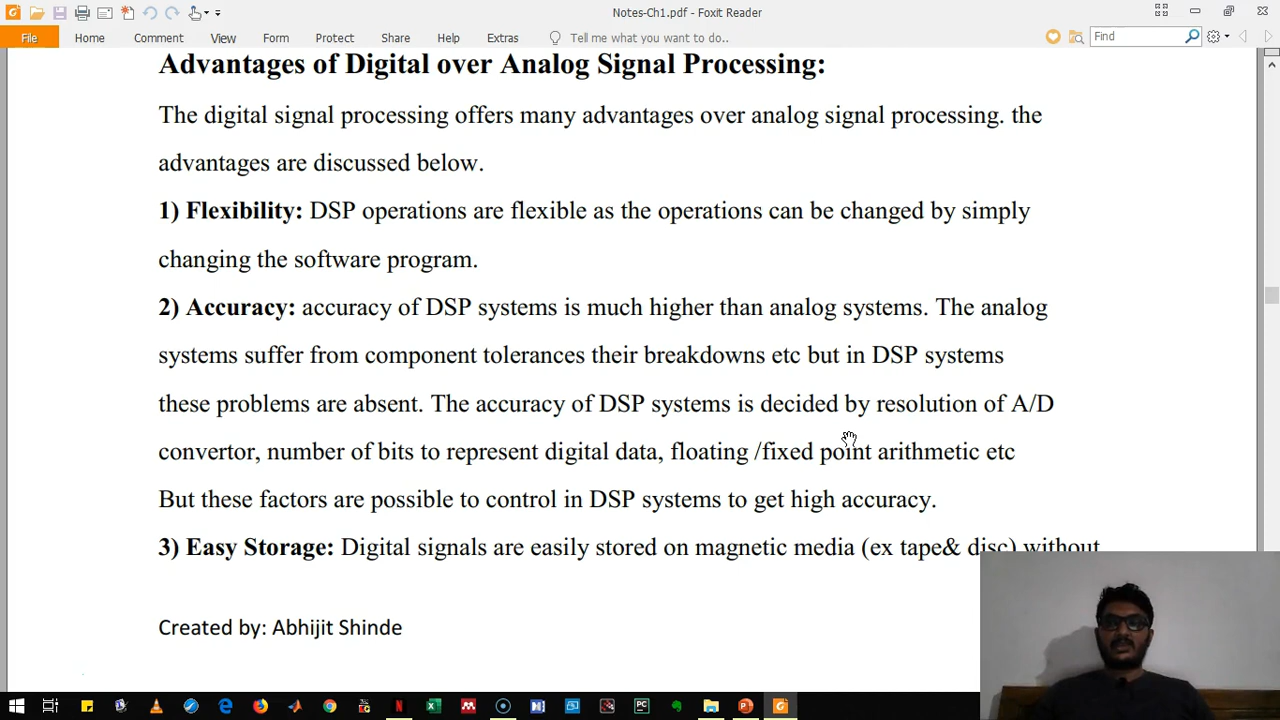 Notes-Ch1.pdf - Foxit Reader
File Home Comment View Form Protect Share Help Extras Tell me what you want to do.. Find
Advantages of Digital over Analog Signal Processing:
The digital signal processing offers many advantages over analog signal processing. the
advantages are discussed below.
1) Flexibility: DSP operations are flexible as the operations can be changed by simply
changing the software program.
2) Accuracy: accuracy of DSP systems is much higher than analog systems. The analog
systems suffer from component tolerances their breakdowns etc but in DSP systems
these problems are absent. The accuracy of DSP systems is decided by resolution of A/D
convertor, number of bits to represent digital data, floating /fixed point arithmetic etc
But these factors are possible to control in DSP systems to get high accuracy.
3) Easy Storage: Digital signals are easily stored on magnetic media (ex tape& disc) without
Created by: Abhijit Shinde